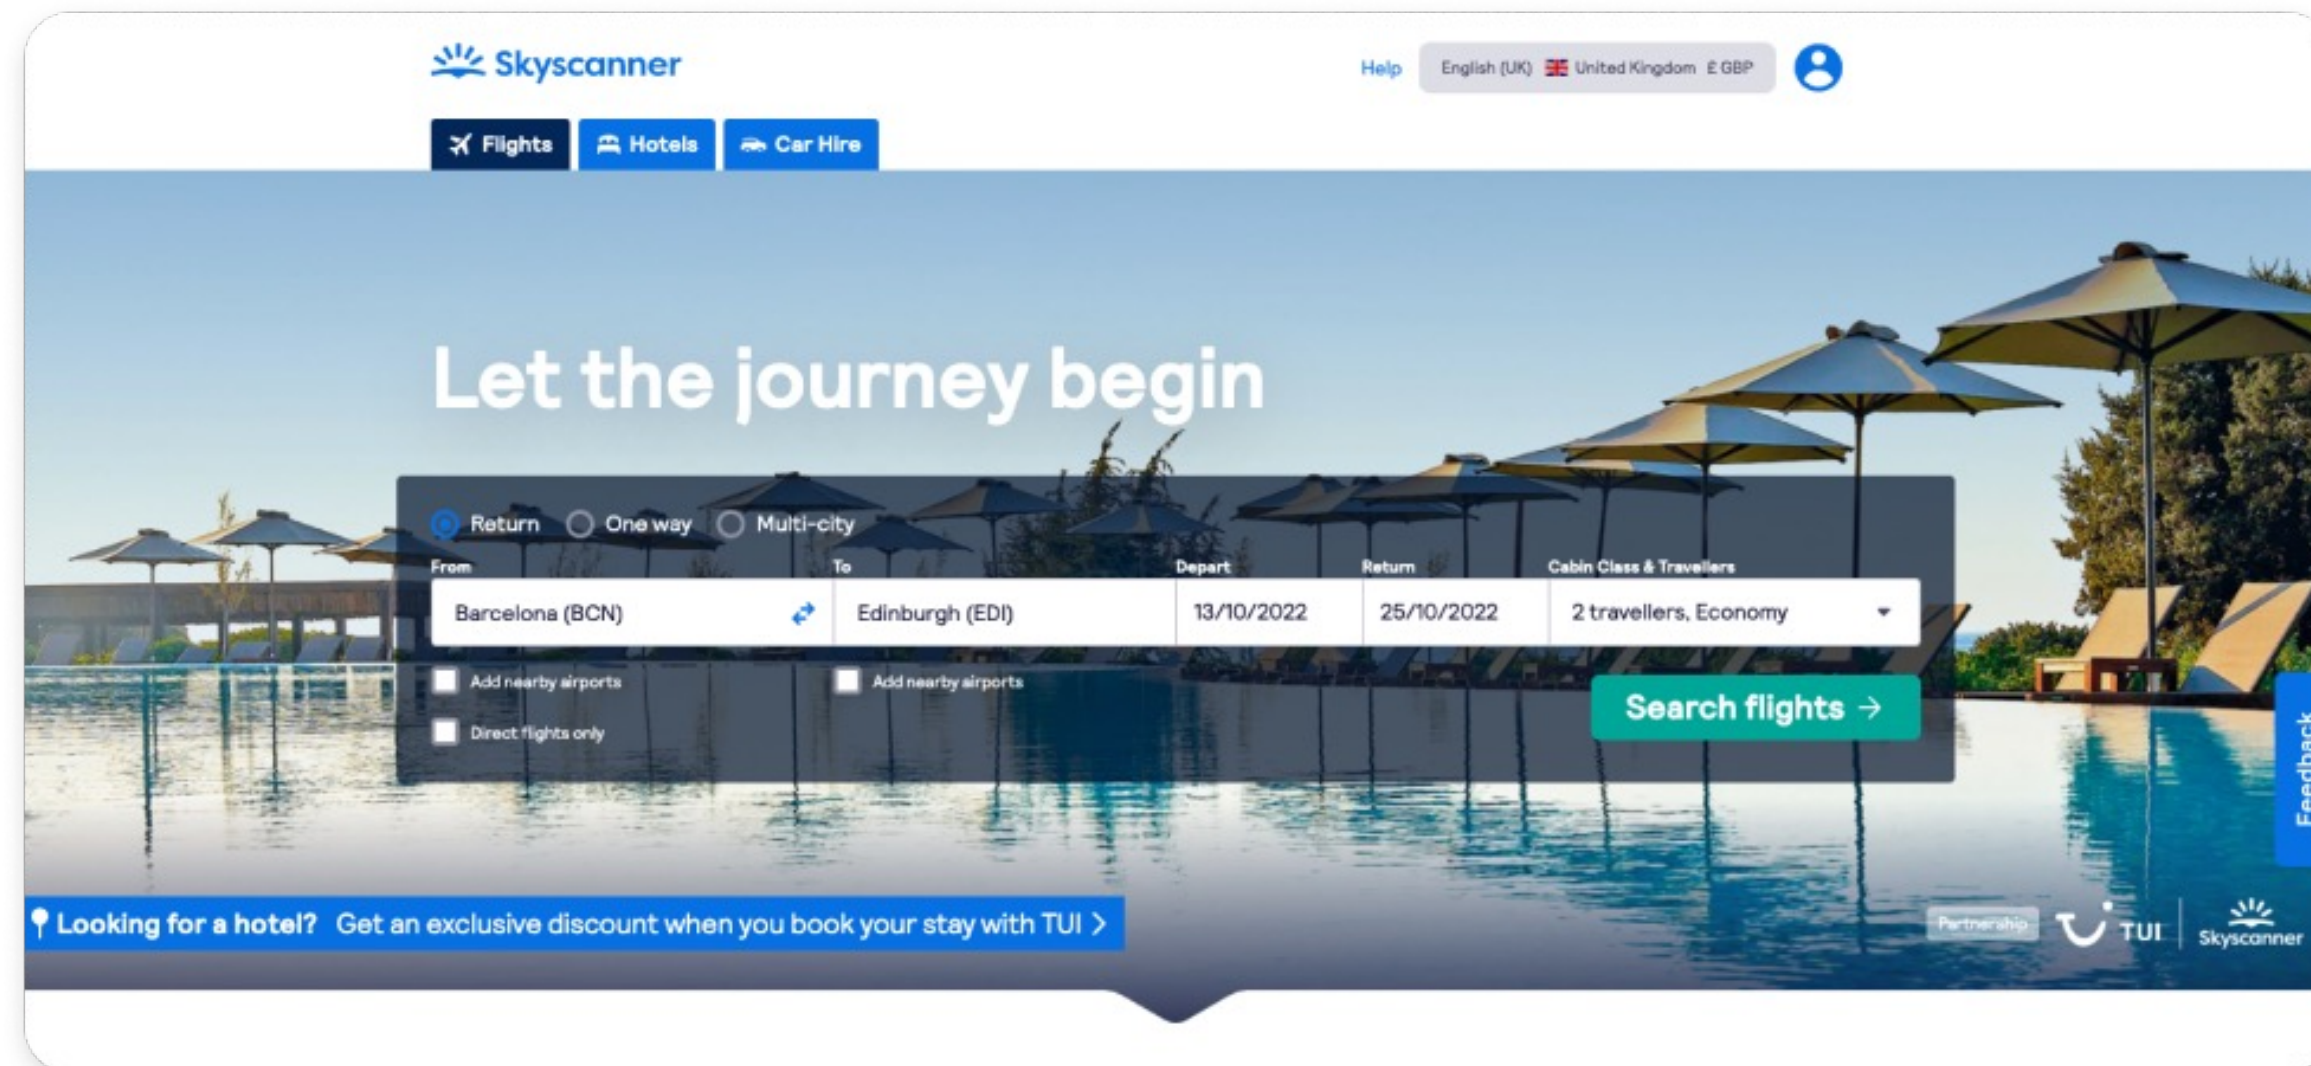 Skyscanner
Help English (UK) United Kingdom £ GBP
Flights Hotels Car Hire
Let the journey begin
Return One way Multi-city
From To Depart Return Cabin Class & Travellers
Barcelona (BCN) Edinburgh (EDI) 13/10/2022 25/10/2022 2 travellers, Economy
Add nearby airports Add nearby airports
Search flights →
Direct flights only
Feedback
Looking for a hotel? Get an exclusive discount when you book your stay with TUI >
Partnership TUI Skyscanner